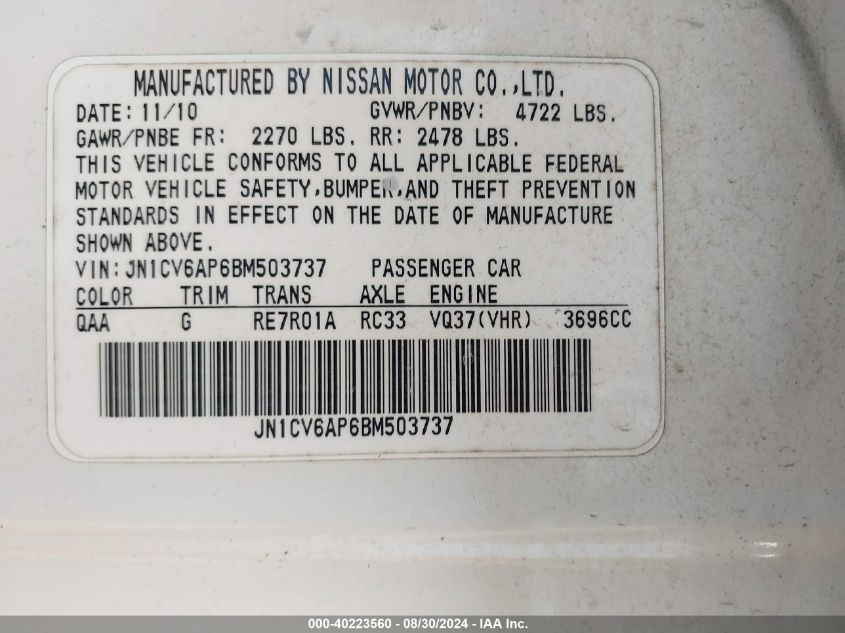 MANUFACTURED BY NISSAN MOTOR CO.,LTD.
DATE: 11/10 GVWR/PNBV: 4722 LBS.
GAWR/PNBE FR: 2270 LBS. RR: 2478 LBS.
THIS VEHICLE CONFORMS TO ALL APPLICABLE FEDERAL
MOTOR VEHICLE SAFETY,BUMPER,AND THEFT PREVENTION
STANDARDS IN EFFECT ON THE DATE OF MANUFACTURE
SHOWN ABOVE.
VIN: JN1CV6AP6BM503737 PASSENGER CAR
COLOR TRIM TRANS AXLE ENGINE
QAA G RE7R01A RC33 VQ37(VHR) 3696CC
JN1CV6AP6BM503737
000-40223560 - 08/30/2024 - IAA Inc.